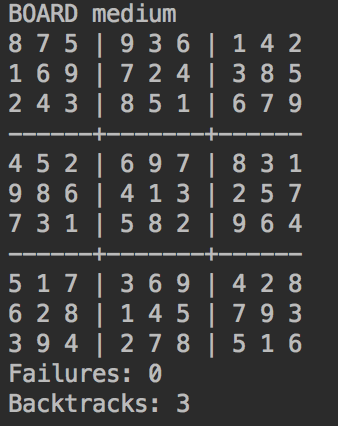 BOARD medium
8 7 5 | 9 3 6 | 1 4 2
1 6 9 | 7 2 4 | 3 8 5
2 4 3 | 8 5 1 | 6 7 9
------+-------+------
4 5 2 | 6 9 7 | 8 3 1
9 8 6 | 4 1 3 | 2 5 7
7 3 1 | 5 8 2 | 9 6 4
------+-------+------
5 1 7 | 3 6 9 | 4 2 8
6 2 8 | 1 4 5 | 7 9 3
3 9 4 | 2 7 8 | 5 1 6
Failures: 0
Backtracks: 3